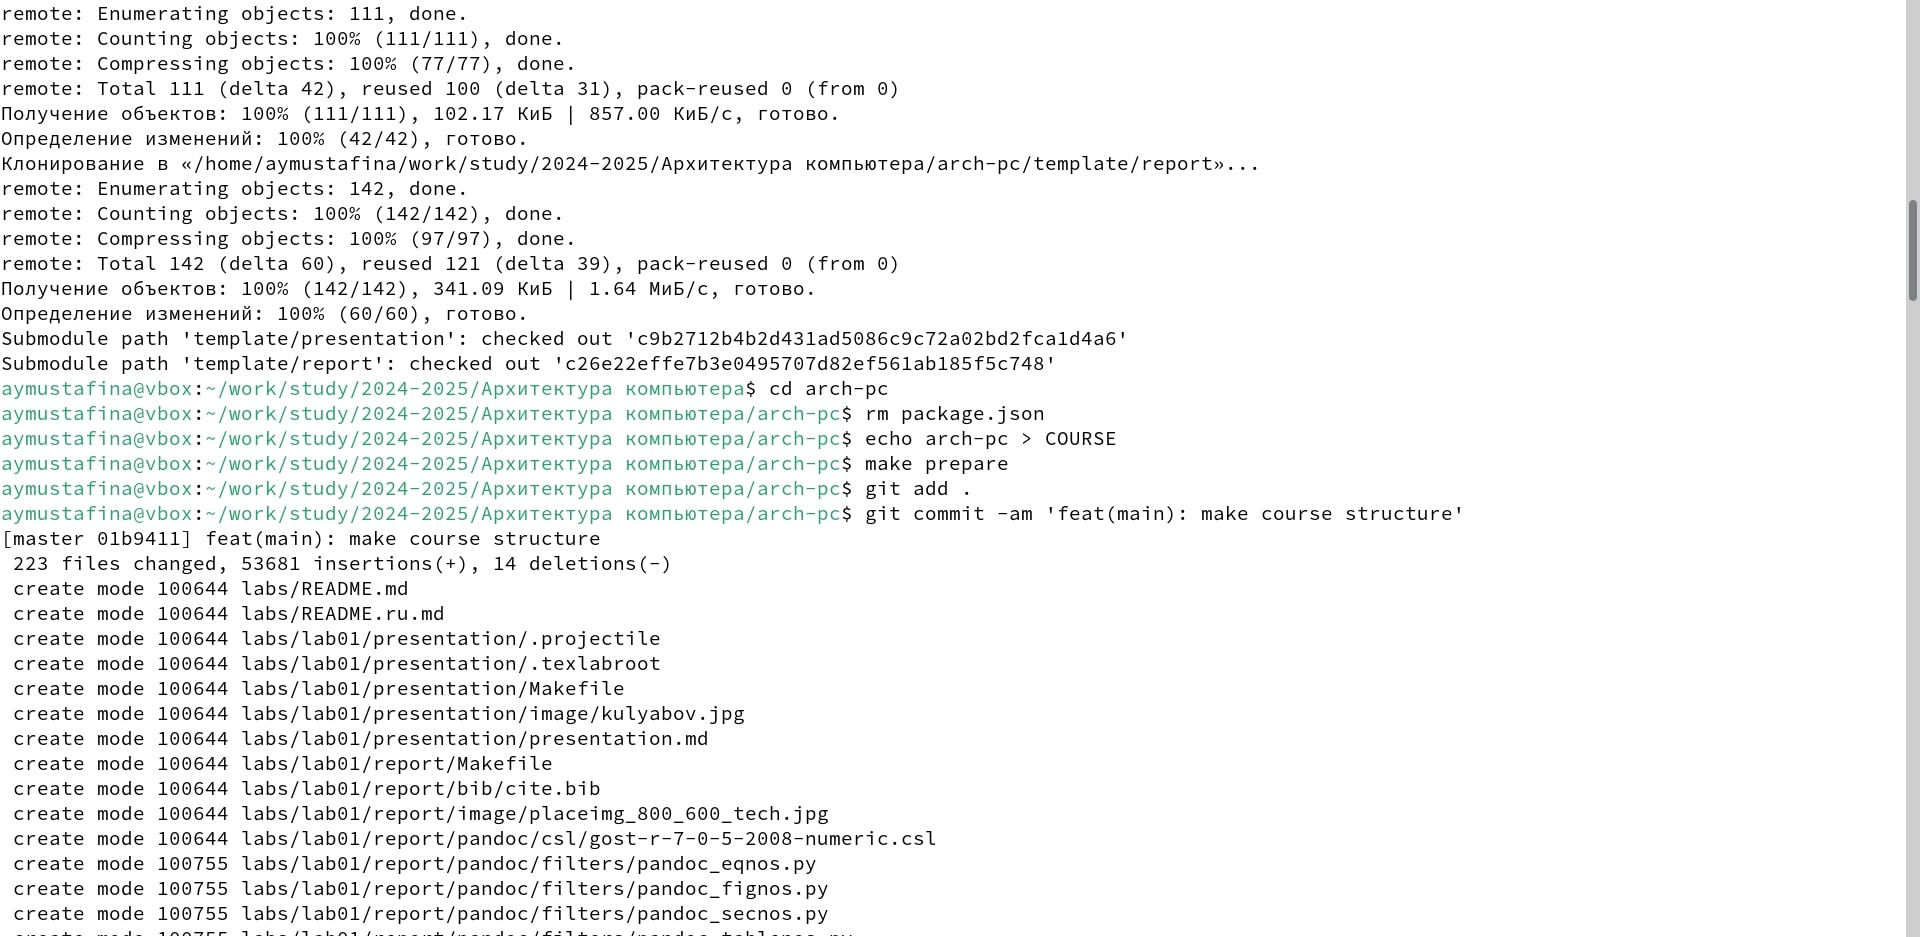 remote: Enumerating objects: 111, done.
remote: Counting objects: 100% (111/111), done.
remote: Compressing objects: 100% (77/77), done.
remote: Total 111 (delta 42), reused 100 (delta 31), pack-reused 0 (from 0)
Получение объектов: 100% (111/111), 102.17 КиБ | 857.00 КиБ/с, готово.
Определение изменений: 100% (42/42), готово.
Клонирование в «/home/aymustafina/work/study/2024-2025/Архитектура компьютера/arch-pc/template/report»...
remote: Enumerating objects: 142, done.
remote: Counting objects: 100% (142/142), done.
remote: Compressing objects: 100% (97/97), done.
remote: Total 142 (delta 60), reused 121 (delta 39), pack-reused 0 (from 0)
Получение объектов: 100% (142/142), 341.09 КиБ | 1.64 МиБ/с, готово.
Определение изменений: 100% (60/60), готово.
Submodule path 'template/presentation': checked out 'c9b2712b4b2d431ad5086c9c72a02bd2fca1d4a6'
Submodule path 'template/report': checked out 'c26e22effe7b3e0495707d82ef561ab185f5c748'
aymustafina@vbox:~/work/study/2024-2025/Архитектура компьютера$ cd arch-pc
aymustafina@vbox:~/work/study/2024-2025/Архитектура компьютера/arch-pc$ rm package.json
aymustafina@vbox:~/work/study/2024-2025/Архитектура компьютера/arch-pc$ echo arch-pc > COURSE
aymustafina@vbox:~/work/study/2024-2025/Архитектура компьютера/arch-pc$ make prepare
aymustafina@vbox:~/work/study/2024-2025/Архитектура компьютера/arch-pc$ git add .
aymustafina@vbox:~/work/study/2024-2025/Архитектура компьютера/arch-pc$ git commit -am 'feat(main): make course structure'
[master 01b9411] feat(main): make course structure
 223 files changed, 53681 insertions(+), 14 deletions(-)
 create mode 100644 labs/README.md
 create mode 100644 labs/README.ru.md
 create mode 100644 labs/lab01/presentation/.projectile
 create mode 100644 labs/lab01/presentation/.texlabroot
 create mode 100644 labs/lab01/presentation/Makefile
 create mode 100644 labs/lab01/presentation/image/kulyabov.jpg
 create mode 100644 labs/lab01/presentation/presentation.md
 create mode 100644 labs/lab01/report/Makefile
 create mode 100644 labs/lab01/report/bib/cite.bib
 create mode 100644 labs/lab01/report/image/placeimg_800_600_tech.jpg
 create mode 100644 labs/lab01/report/pandoc/csl/gost-r-7-0-5-2008-numeric.csl
 create mode 100755 labs/lab01/report/pandoc/filters/pandoc_eqnos.py
 create mode 100755 labs/lab01/report/pandoc/filters/pandoc_fignos.py
 create mode 100755 labs/lab01/report/pandoc/filters/pandoc_secnos.py